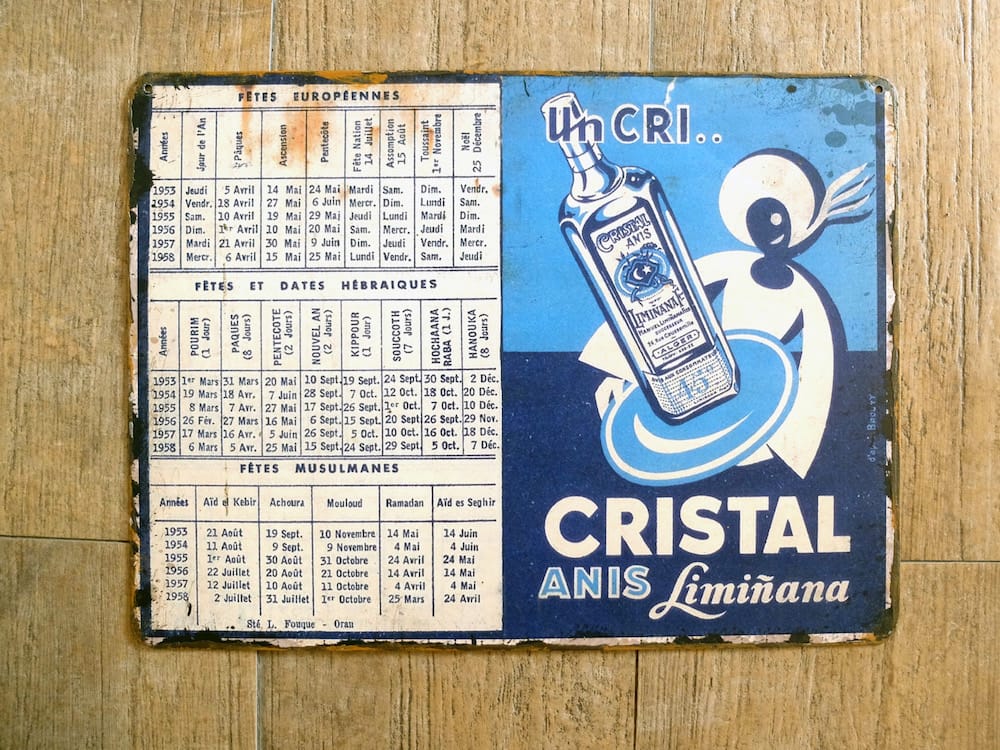 FÊTES EUROPÉENNES
Années Jour de l'An Pâques Ascension Pentecôte Fête Nation 14 Juillet Assomption 15 Août Toussaint 1er Novembre Noël 25 Décembre
1953 Jeudi 5 Avril 14 Mai 24 Mai Mardi Sam. Dim. Vendr.
1954 Vendr. 18 Avril 27 Mai 6 Juin Mercr. Dim. Lundi Sam.
1955 Sam. 10 Avril 19 Mai 29 Mai Jeudi Lundi Mardi Dim.
1956 Dim. 1er Avril 10 Mai 20 Mai Sam. Mercr. Jeudi Mardi
1957 Mardi 21 Avril 30 Mai 9 Juin Dim. Jeudi Vendr. Mercr.
1958 Mercr. 6 Avril 15 Mai 25 Mai Lundi Vendr. Sam. Jeudi
FÊTES ET DATES HÉBRAIQUES
Années POURIM (1 Jour) PAQUES (8 Jours) PENTECOTE (2 Jours) NOUVEL AN (2 Jours) KIPPOUR (1 Jour) SOUCCOTH (7 Jours) HOCHAANA RABA (1 J.) HANOUKA (8 Jours)
1953 1er Mars 31 Mars 20 Mai 10 Sept. 19 Sept. 24 Sept. 30 Sept. 2 Déc.
1954 19 Mars 18 Avr. 7 Juin 28 Sept. 7 Oct. 12 Oct. 18 Oct. 20 Déc.
1955 8 Mars 7 Avr. 27 Mai 17 Sept. 26 Sept. 1er Oct. 7 Oct. 10 Déc.
1956 26 Fév. 27 Mars 16 Mai 6 Sept. 15 Sept. 20 Sept 26 Sept. 29 Nov.
1957 17 Mars 16 Avr. 5 Juin 26 Sept. 5 Oct. 10 Oct. 16 Oct. 18 Déc.
1958 6 Mars 5 Avr. 25 Mai 15 Sept. 24 Sept. 29 Sept 5 Oct. 7 Déc.
FÊTES MUSULMANES
Années Aïd el Kebir Achoura Mouloud Ramadan Aïd es Seghir
1953 21 Août 19 Sept. 10 Novembre 14 Mai 14 Juin
1954 11 Août 9 Sept. 9 Novembre 4 Mai 4 Juin
1955 1er Août 30 Août 31 Octobre 24 Avril 24 Mai
1956 22 Juillet 20 Août 21 Octobre 14 Avril 14 Mai
1957 12 Juillet 10 Août 11 Octobre 4 Avril 4 Mai
1958 2 Juillet 31 Juillet 1er Octobre 25 Mars 24 Avril
Sté. L. Fouque - Oran
Un CRI..
CRISTAL
ANIS
LIMIÑANA
MANUEL LIMIÑANA
SUCCESSEUR
ALGER
45°
d'ap. BROUTY
CRISTAL
ANIS Limiñana